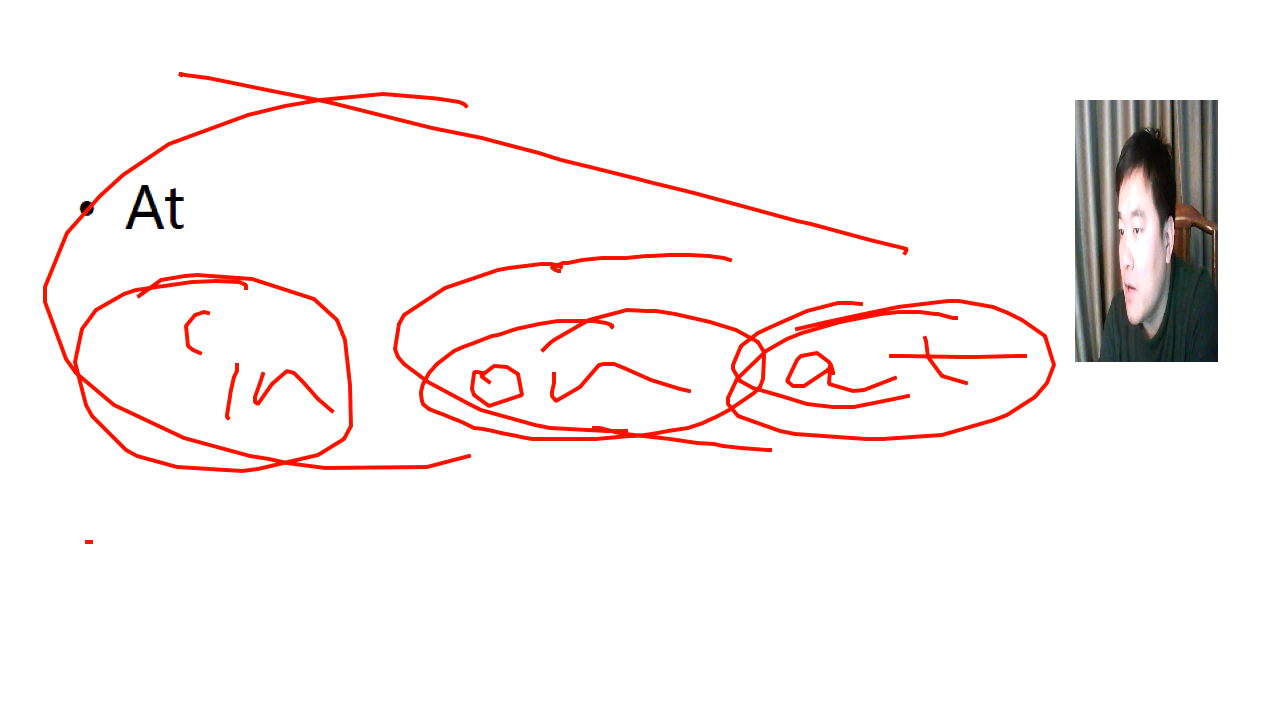 • At
in on at